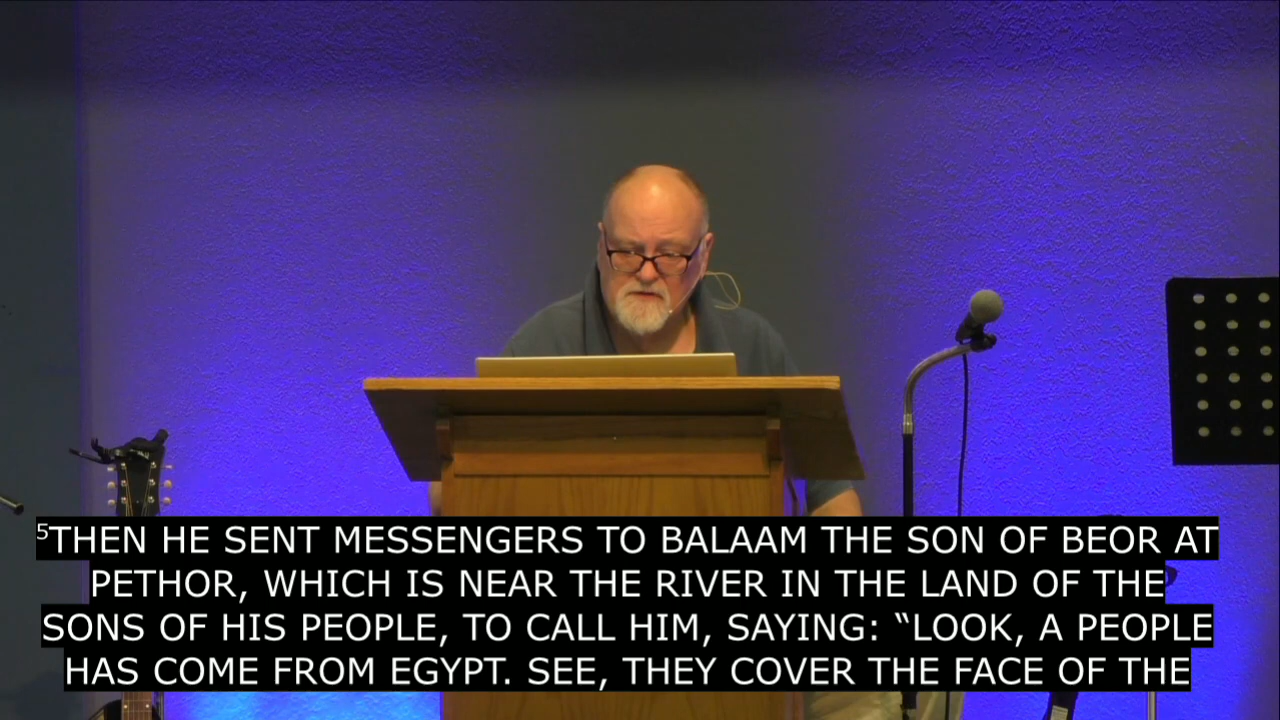 ⁵THEN HE SENT MESSENGERS TO BALAAM THE SON OF BEOR AT
PETHOR, WHICH IS NEAR THE RIVER IN THE LAND OF THE
SONS OF HIS PEOPLE, TO CALL HIM, SAYING: “LOOK, A PEOPLE
HAS COME FROM EGYPT. SEE, THEY COVER THE FACE OF THE